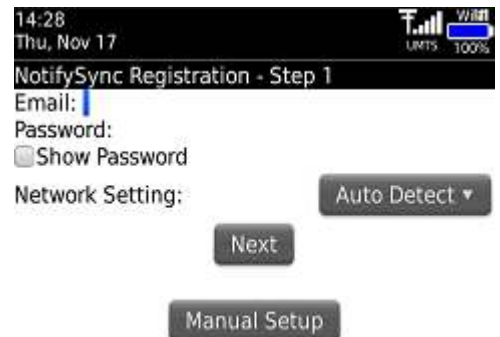 14:28
Wifi
Thu, Nov 17
UMTS 100%
NotifySync Registration - Step 1
Email:
Password:
Show Password
Network Setting: Auto Detect
Next
Manual Setup